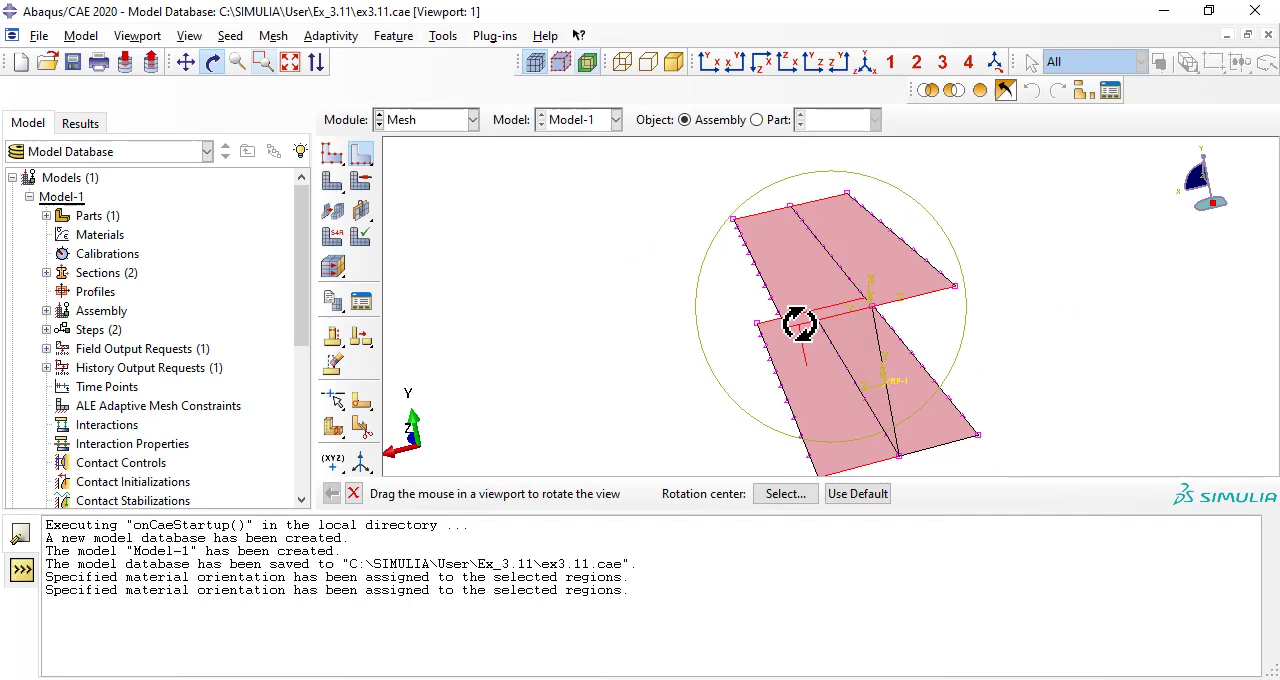 Abaqus/CAE 2020 - Model Database: C:\SIMULIA\User\Ex_3.11\ex3.11.cae [Viewport: 1]
File Model Viewport View Seed Mesh Adaptivity Feature Tools Plug-ins Help
1 2 3 4 All
Model Results
Module: Mesh Model: Model-1 Object: Assembly Part:
Model Database
Models (1)
Model-1
Parts (1)
Materials
Calibrations
Sections (2)
Profiles
Assembly
Steps (2)
Field Output Requests (1)
History Output Requests (1)
Time Points
ALE Adaptive Mesh Constraints
Interactions
Interaction Properties
Contact Controls
Contact Initializations
Contact Stabilizations
S4R
(XYZ)
Y
Z
RP-1
Y
X
Drag the mouse in a viewport to rotate the view Rotation center: Select... Use Default
SIMULIA
Executing "onCaeStartup()" in the local directory ...
A new model database has been created.
The model "Model-1" has been created.
The model database has been saved to "C:\SIMULIA\User\Ex_3.11\ex3.11.cae".
Specified material orientation has been assigned to the selected regions.
Specified material orientation has been assigned to the selected regions.
>>>